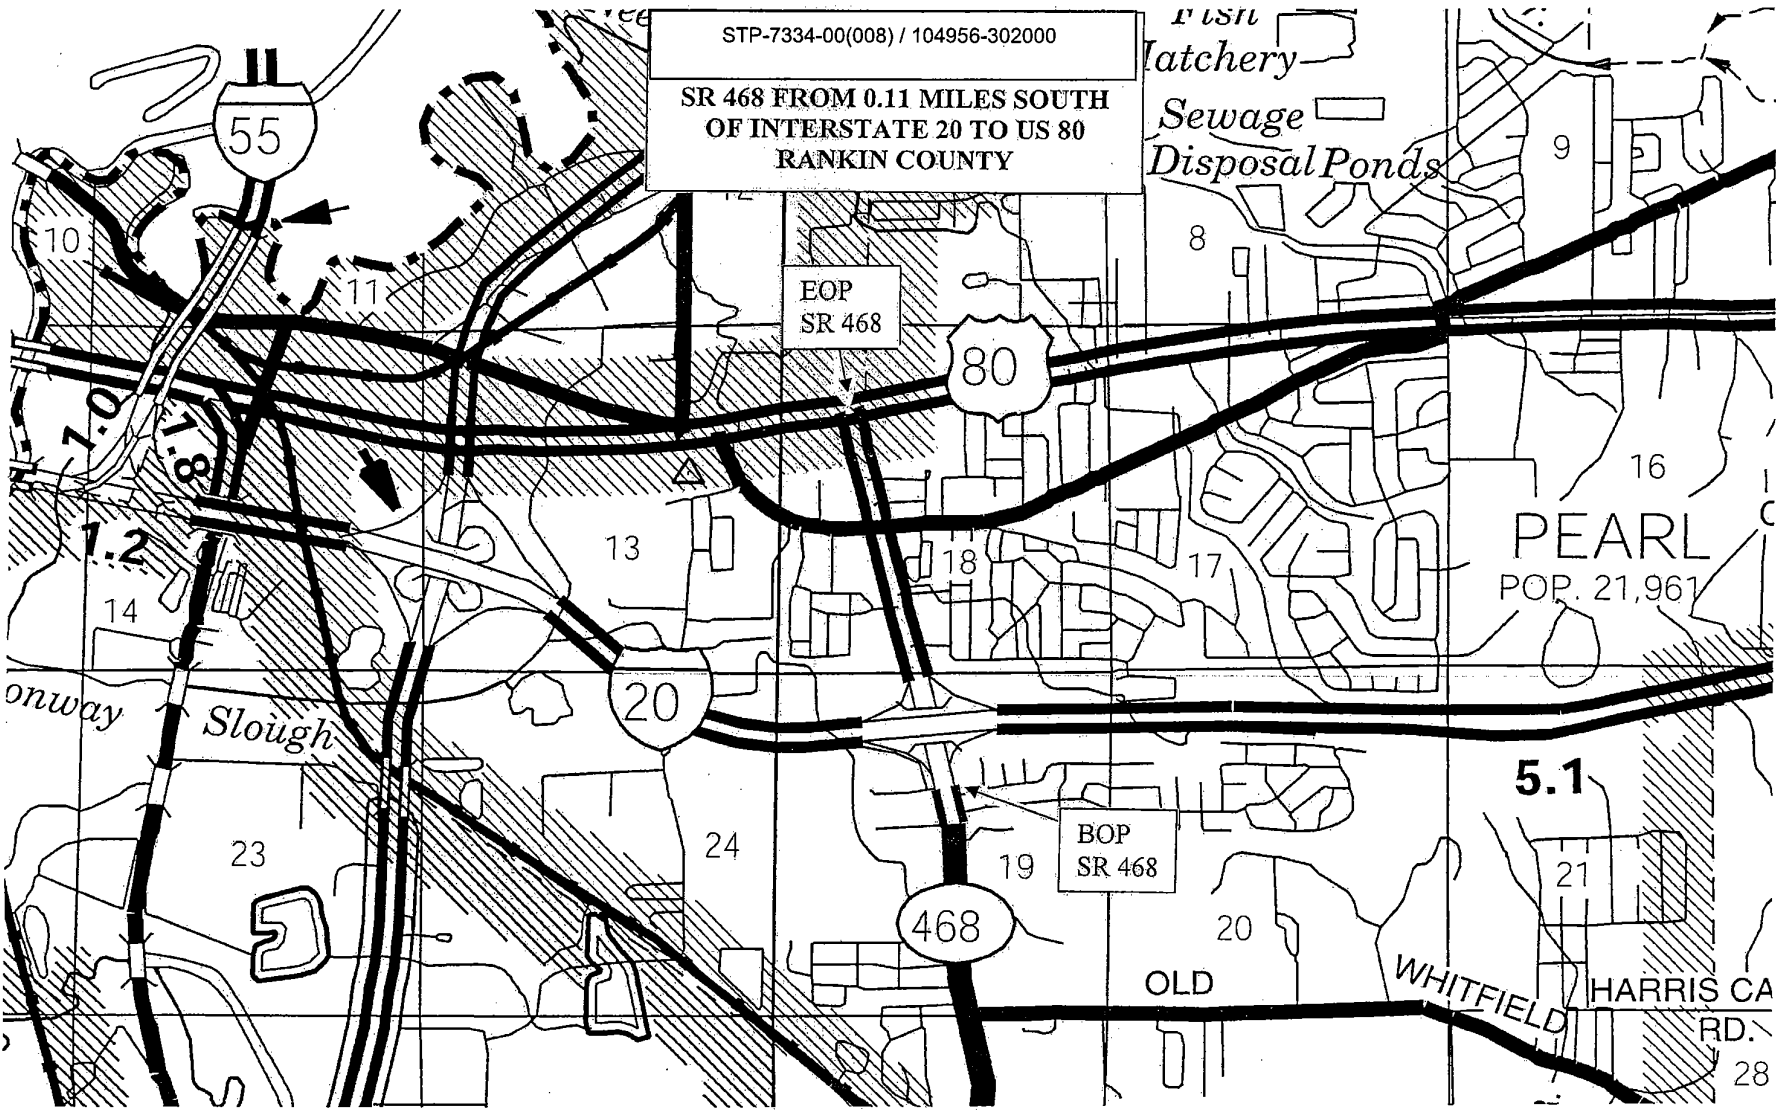 STP-7334-00(008) / 104956-302000
SR 468 FROM 0.11 MILES SOUTH
OF INTERSTATE 20 TO US 80
RANKIN COUNTY
Fish
Hatchery
Sewage
Disposal Ponds
55
9
10
11
12
8
EOP
SR 468
80
1.0
1.8
16
1.2
13
18
17
PEARL
POP. 21,961
14
20
onway
Slough
5.1
BOP
SR 468
23
24
19
21
468
20
OLD
WHITFIELD
HARRIS CA
RD.
28